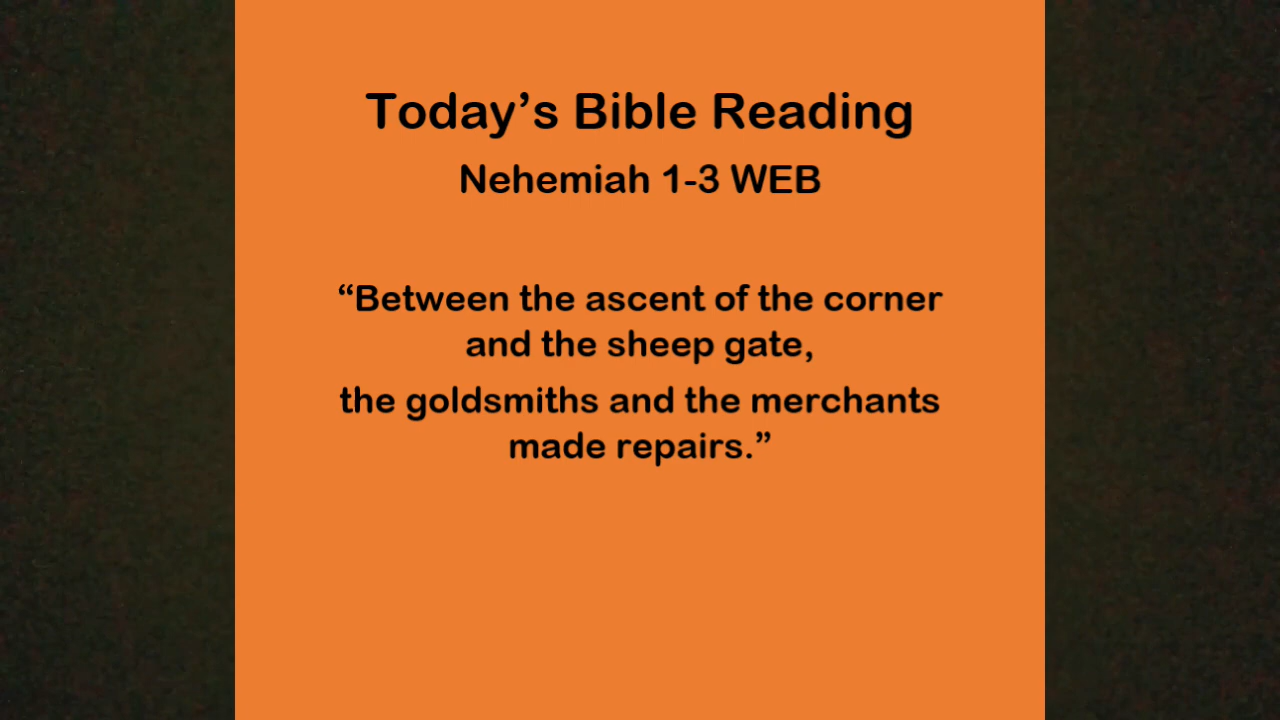 Today’s Bible Reading
Nehemiah 1-3 WEB
“Between the ascent of the corner
and the sheep gate,
the goldsmiths and the merchants
made repairs.”